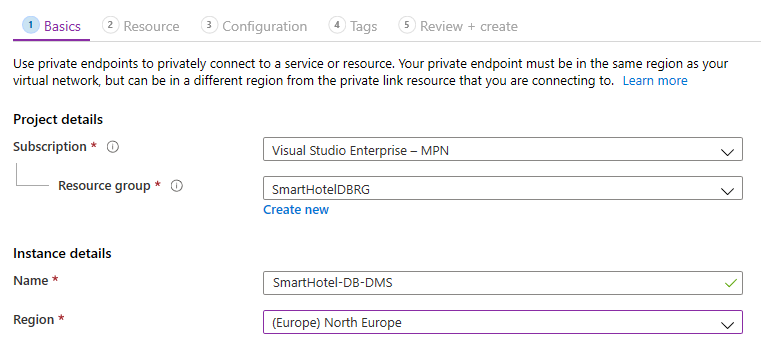 1 Basics 2 Resource 3 Configuration 4 Tags 5 Review + create
Use private endpoints to privately connect to a service or resource. Your private endpoint must be in the same region as your
virtual network, but can be in a different region from the private link resource that you are connecting to. Learn more
Project details
Subscription * Visual Studio Enterprise – MPN
Resource group * SmartHotelDBRG
Create new
Instance details
Name * SmartHotel-DB-DMS
Region * (Europe) North Europe